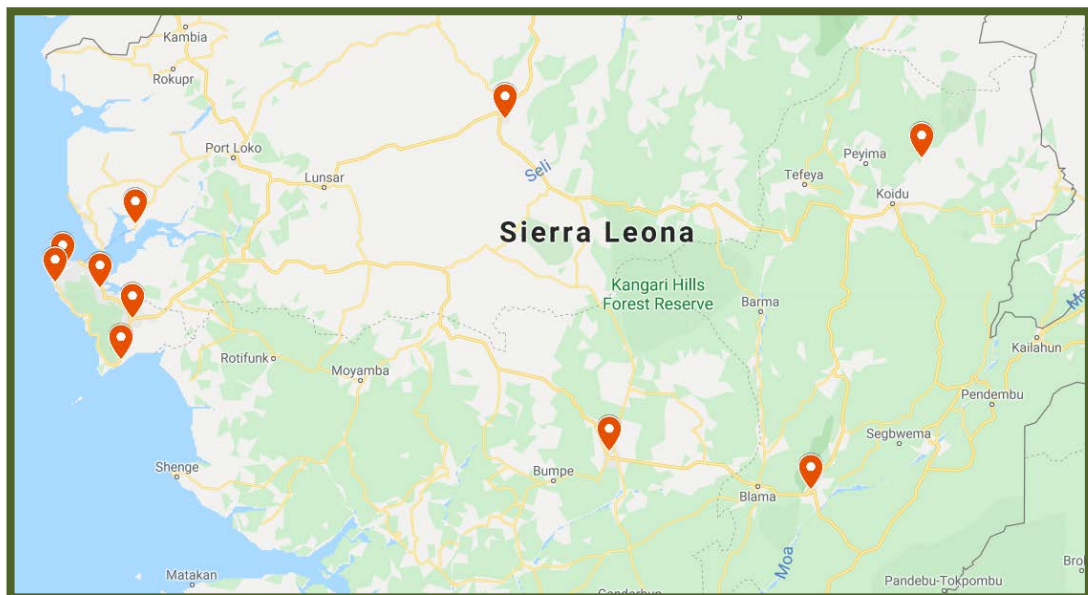 Kambia
Rokupr
Port Loko
Lunsar
Seli
Peyima
Tefeya
Koidu
Sierra Leona
Kangari Hills
Forest Reserve
Barma
Kailahun
Rotifunk
Moyamba
Pendembu
Segbwema
Shenge
Bumpe
Blama
Moa
Matakan
Pandebu-Tokpombu